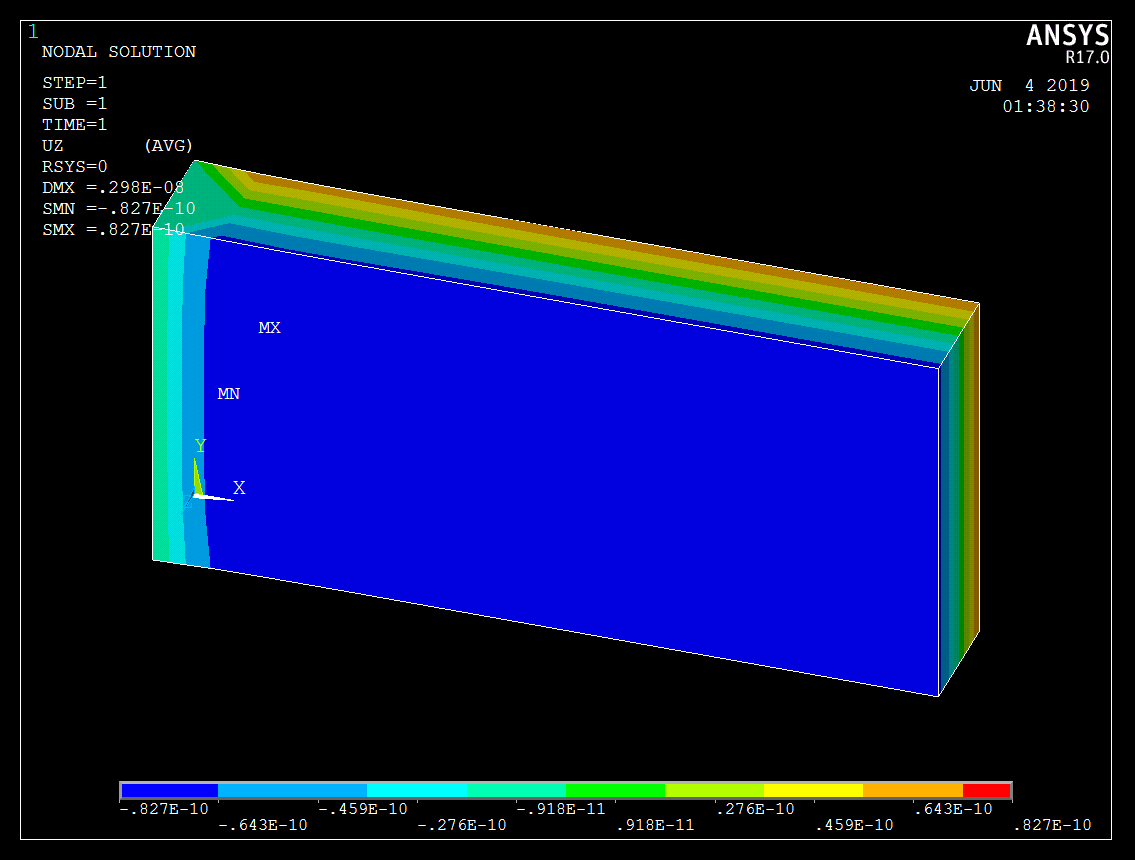 1
NODAL SOLUTION
ANSYS
R17.0
STEP=1
SUB =1
TIME=1
UZ (AVG)
RSYS=0
DMX =.298E-08
SMN =-.827E-10
SMX =.827E-10
JUN 4 2019
01:38:30
MX
MN
Y
X
Z
-.827E-10 -.459E-10 -.918E-11 .276E-10 .643E-10
-.643E-10 -.276E-10 .918E-11 .459E-10 .827E-10